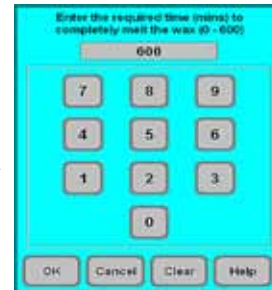 Enter the required time (mins) to
completely melt the wax (0 - 600)
600
7 8 9
4 5 6
1 2 3
0
OK Cancel Clear Help